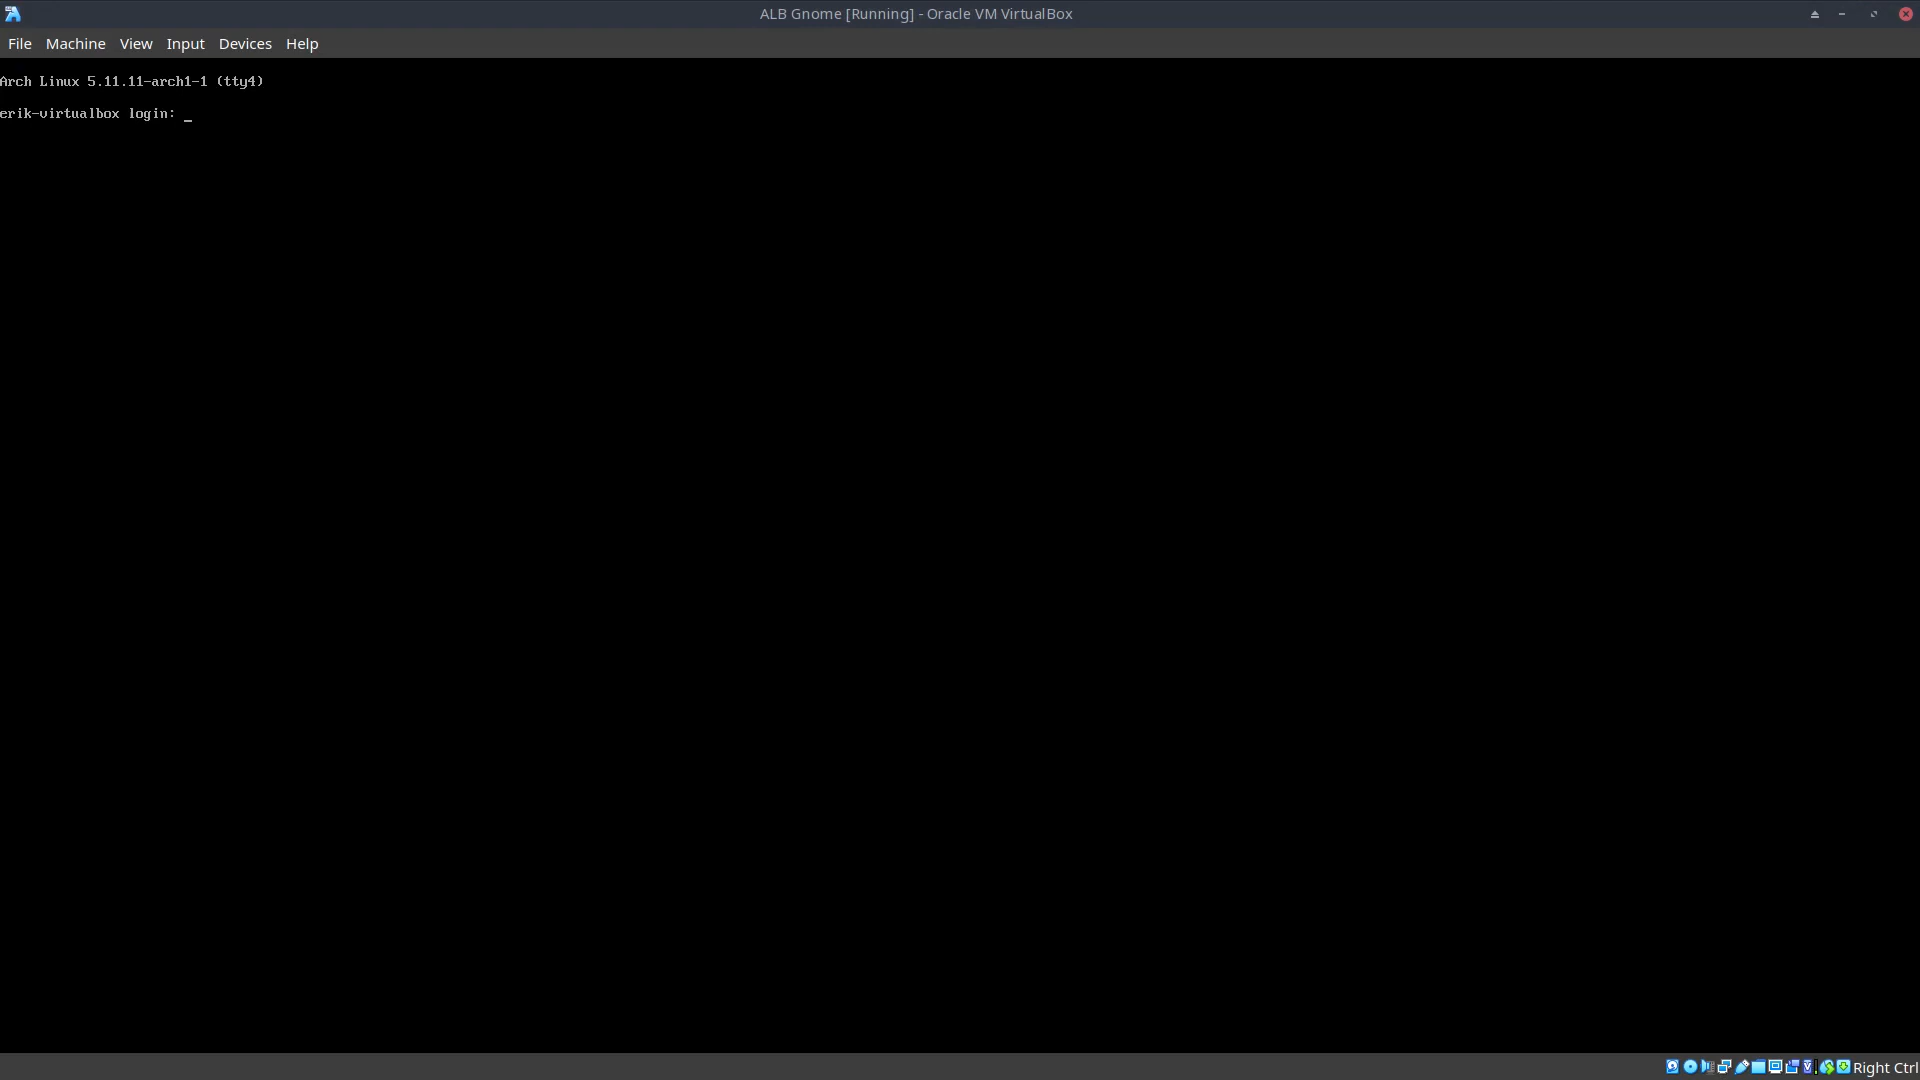 ALB Gnome [Running] - Oracle VM VirtualBox
File Machine View Input Devices Help
Arch Linux 5.11.11-arch1-1 (tty4)
erik-virtualbox login: _
Right Ctrl